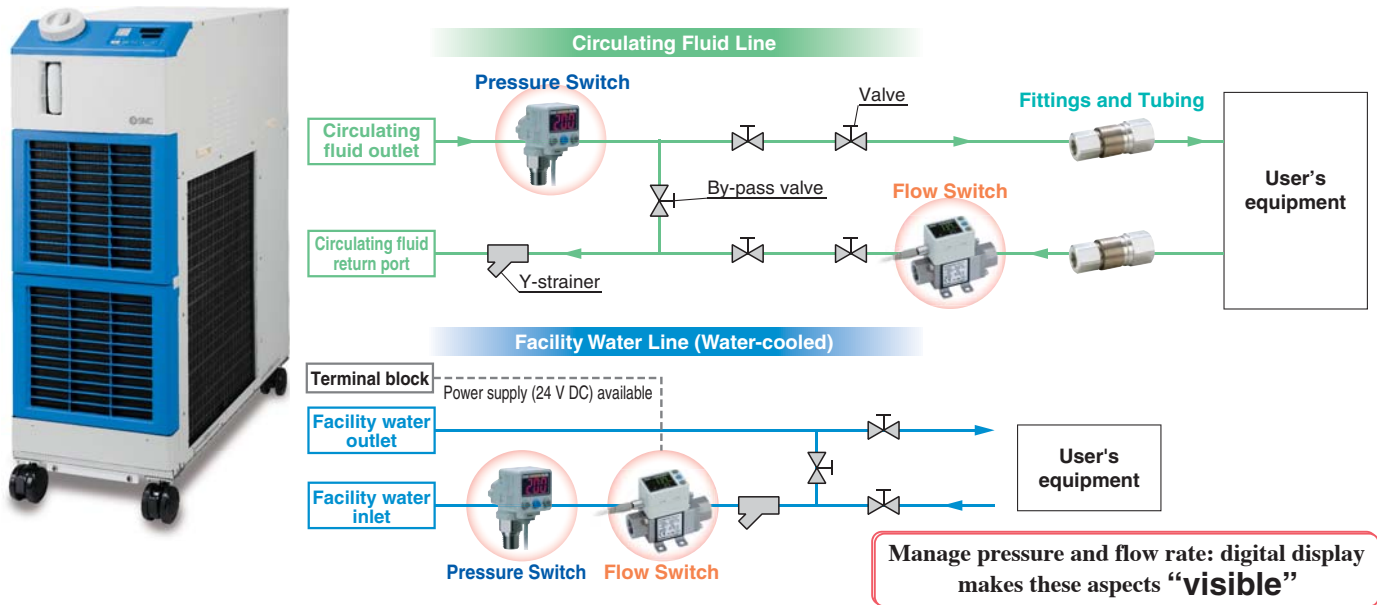 SMC
Circulating Fluid Line
Pressure Switch
Valve
Fittings and Tubing
Circulating
fluid outlet
200
User's
equipment
By-pass valve
Flow Switch
Circulating fluid
return port
Y-strainer
Facility Water Line (Water-cooled)
Terminal block
Power supply (24 V DC) available
Facility water
outlet
User's
equipment
Facility water
inlet
200
Pressure Switch
Flow Switch
Manage pressure and flow rate: digital display
makes these aspects “visible”